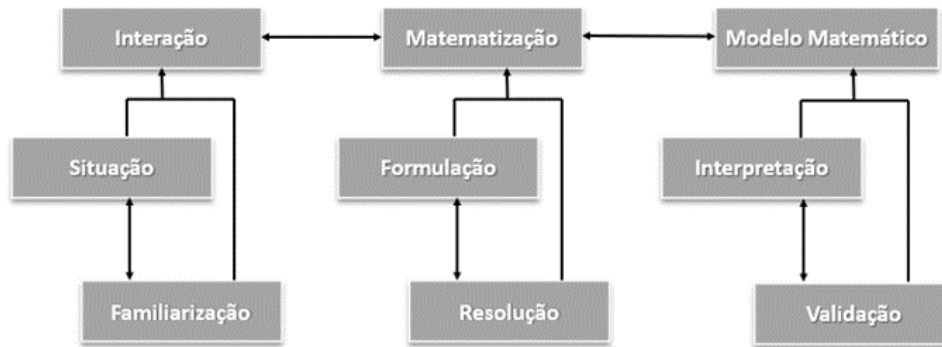 Interação
Matematização
Modelo Matemático
Situação
Formulação
Interpretação
Familiarização
Resolução
Validação